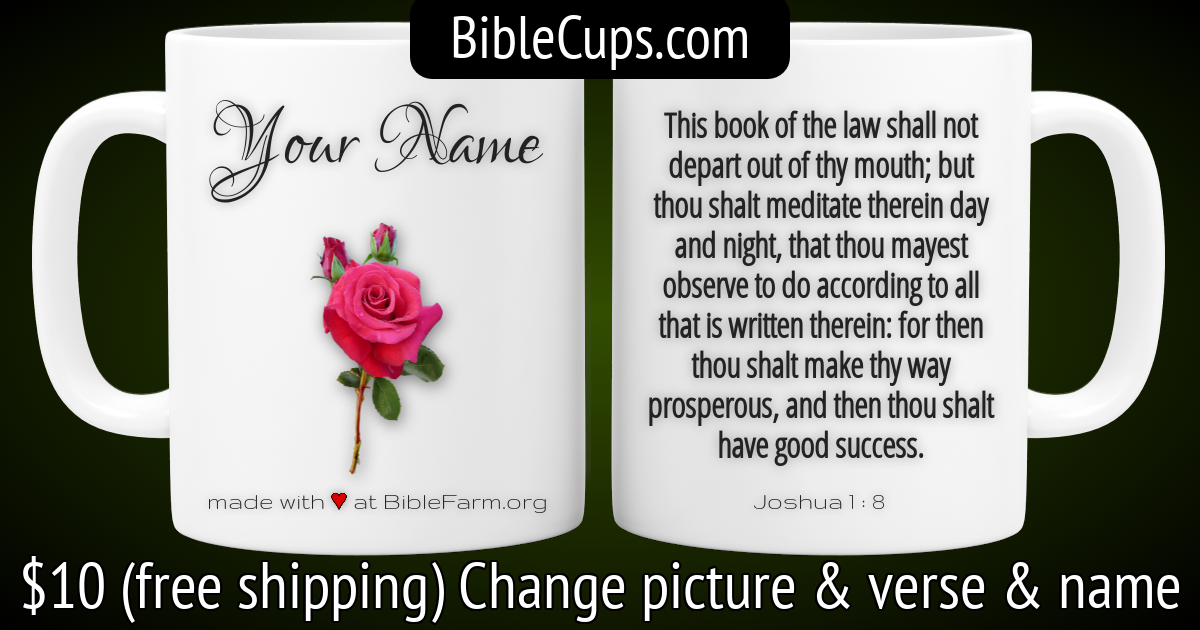 BibleCups.com
Your Name
made with ♥ at BibleFarm.org
This book of the law shall not
depart out of thy mouth; but
thou shalt meditate therein day
and night, that thou mayest
observe to do according to all
that is written therein: for then
thou shalt make thy way
prosperous, and then thou shalt
have good success.
Joshua 1 : 8
$10 (free shipping) Change picture & verse & name